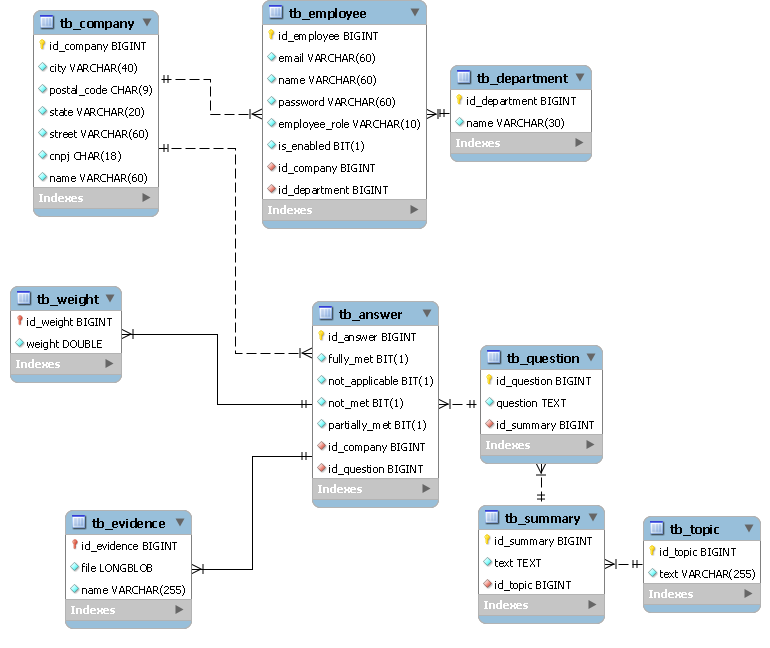 tb_company
id_company BIGINT
city VARCHAR(40)
postal_code CHAR(9)
state VARCHAR(20)
street VARCHAR(60)
cnpj CHAR(18)
name VARCHAR(60)
Indexes
tb_employee
id_employee BIGINT
email VARCHAR(60)
name VARCHAR(60)
password VARCHAR(60)
employee_role VARCHAR(10)
is_enabled BIT(1)
id_company BIGINT
id_department BIGINT
Indexes
tb_department
id_department BIGINT
name VARCHAR(30)
Indexes
tb_weight
id_weight BIGINT
weight DOUBLE
Indexes
tb_answer
id_answer BIGINT
fully_met BIT(1)
not_applicable BIT(1)
not_met BIT(1)
partially_met BIT(1)
id_company BIGINT
id_question BIGINT
Indexes
tb_question
id_question BIGINT
question TEXT
id_summary BIGINT
Indexes
tb_evidence
id_evidence BIGINT
file LONGBLOB
name VARCHAR(255)
Indexes
tb_summary
id_summary BIGINT
text TEXT
id_topic BIGINT
Indexes
tb_topic
id_topic BIGINT
text VARCHAR(255)
Indexes